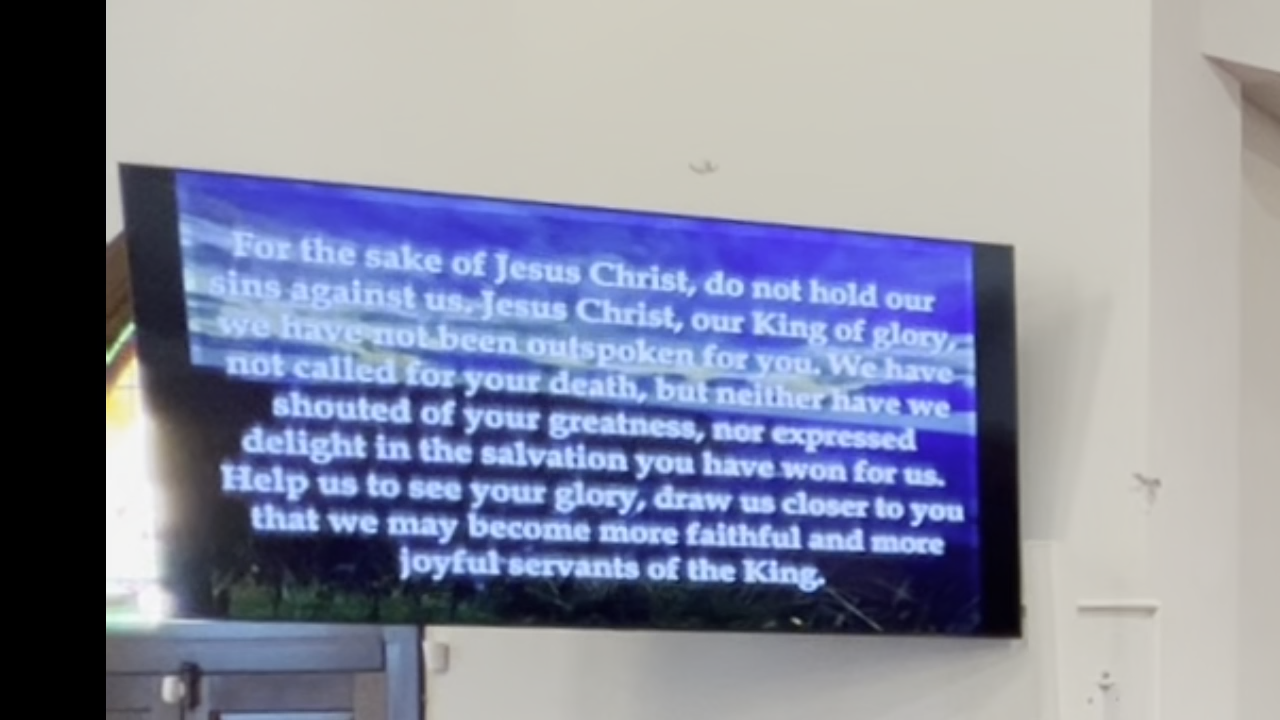 For the sake of Jesus Christ, do not hold our
sins against us. Jesus Christ, our King of glory,
we have not been outspoken for you. We have
not called for your death, but neither have we
shouted of your greatness, nor expressed
delight in the salvation you have won for us.
Help us to see your glory, draw us closer to you
that we may become more faithful and more
joyful servants of the King.